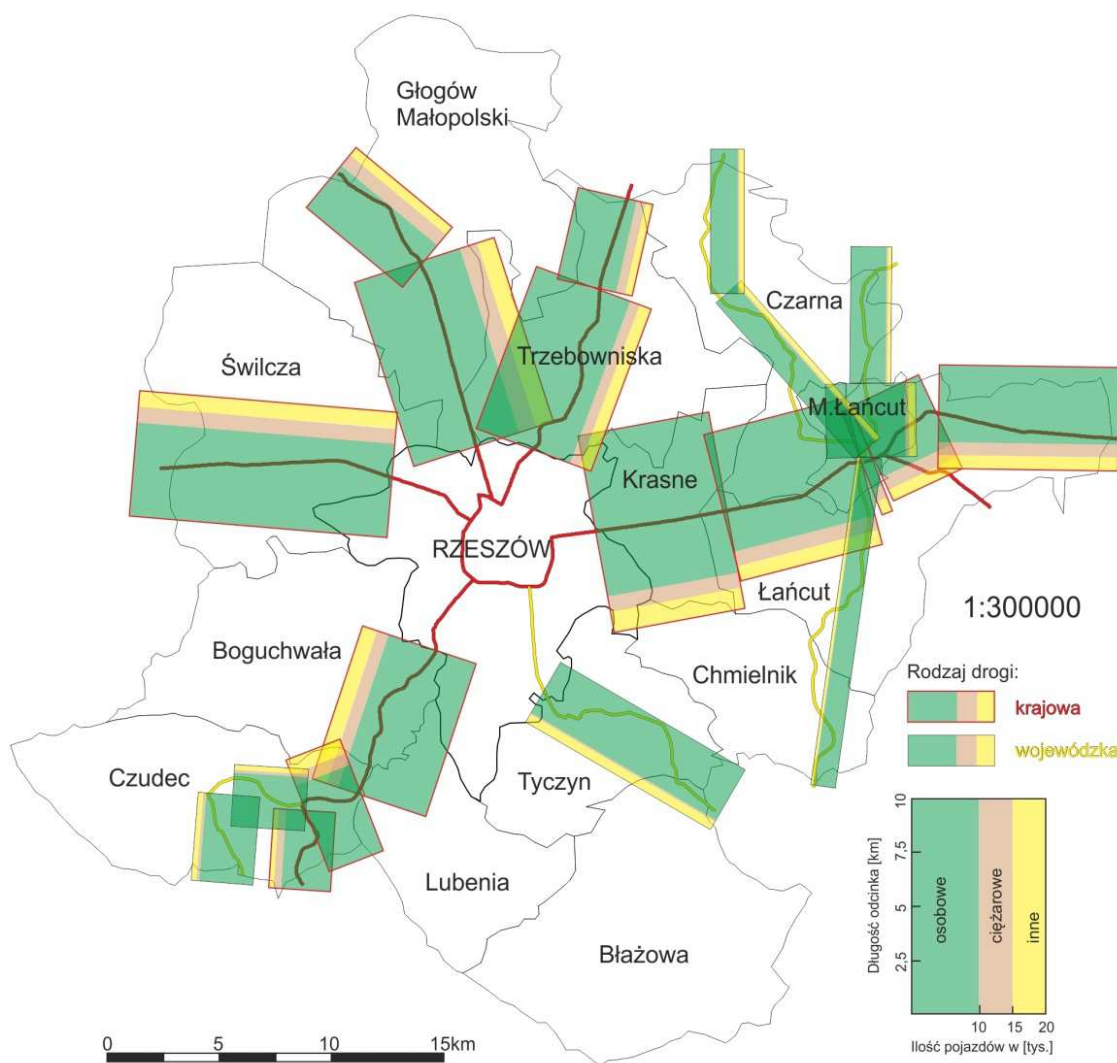 Głogów
Małopolski
Czarna
Świlcza
Trzebowniska
M.Łańcut
Krasne
RZESZÓW
Łańcut
1:300000
Boguchwała
Chmielnik
Rodzaj drogi:
krajowa
wojewódzka
Czudec
Tyczyn
Lubenia
Błażowa
Długość odcinka [km]
10
7,5
5
2,5
osobowe
ciężarowe
inne
10 15 20
Ilość pojazdów w [tys.]
0 5 10 15km